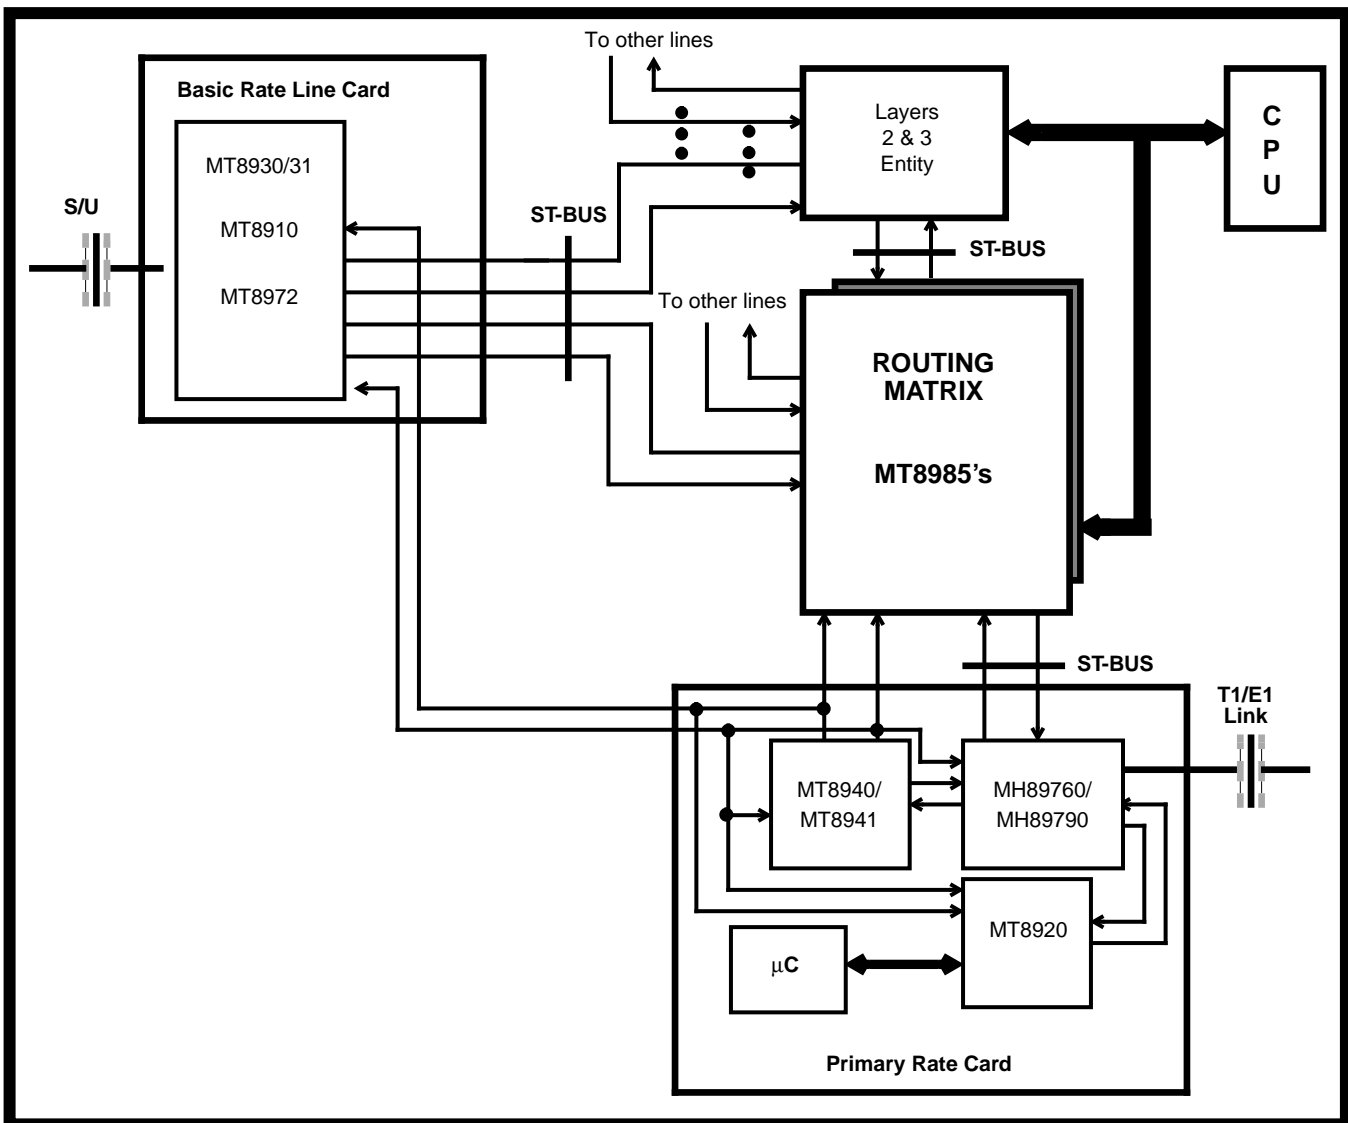 To other lines
Basic Rate Line Card
MT8930/31
MT8910
MT8972
S/U
ST-BUS
Layers
2 & 3
Entity
C
P
U
ST-BUS
To other lines
ROUTING
MATRIX
MT8985's
ST-BUS
T1/E1
Link
MT8940/
MT8941
MH89760/
MH89790
MT8920
μC
Primary Rate Card